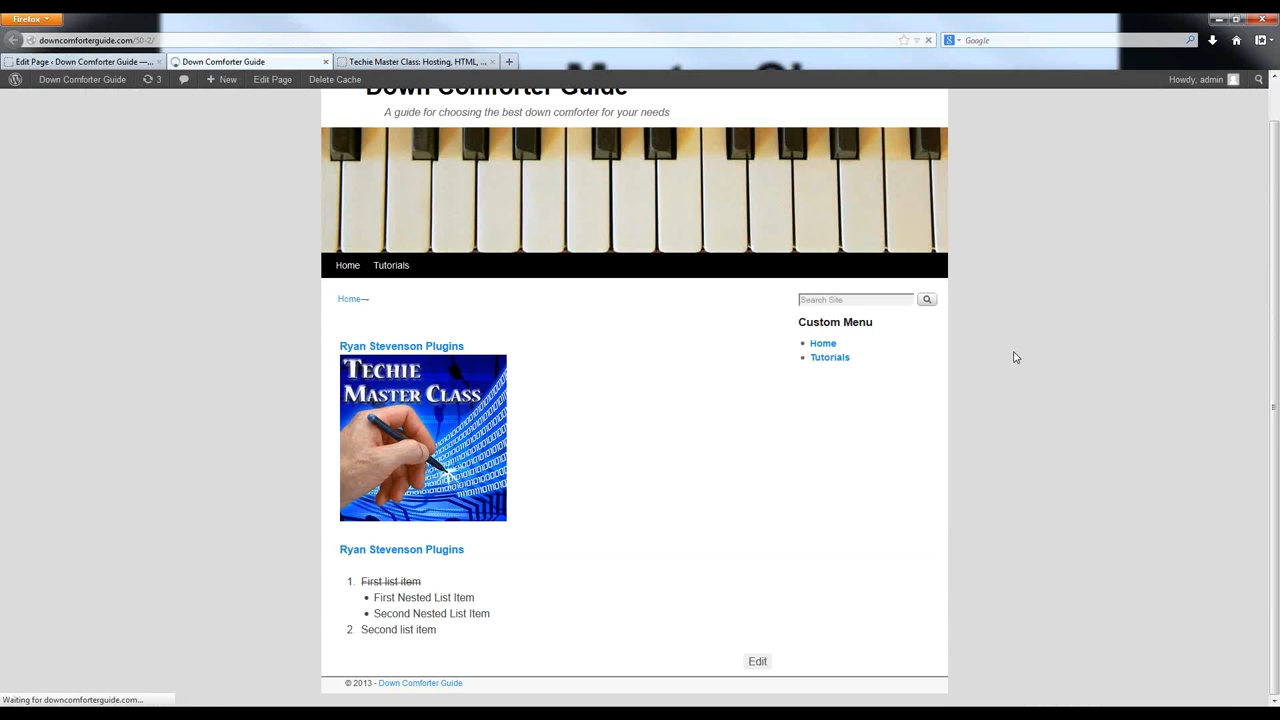 Firefox
downcomforterguide.com/50-2/
Google
Edit Page ‹ Down Comforter Guide —...
Down Comforter Guide
Techie Master Class: Hosting, HTML, ...
Down Comforter Guide
3
New
Edit Page
Delete Cache
Howdy, admin
Down Comforter Guide
A guide for choosing the best down comforter for your needs
Home
Tutorials
Home→
Search Site
Custom Menu
Home
Tutorials
Ryan Stevenson Plugins
TECHIE
MASTER CLASS
Ryan Stevenson Plugins
1. First list item
• First Nested List Item
• Second Nested List Item
2. Second list item
Edit
© 2013 - Down Comforter Guide
Waiting for downcomforterguide.com...